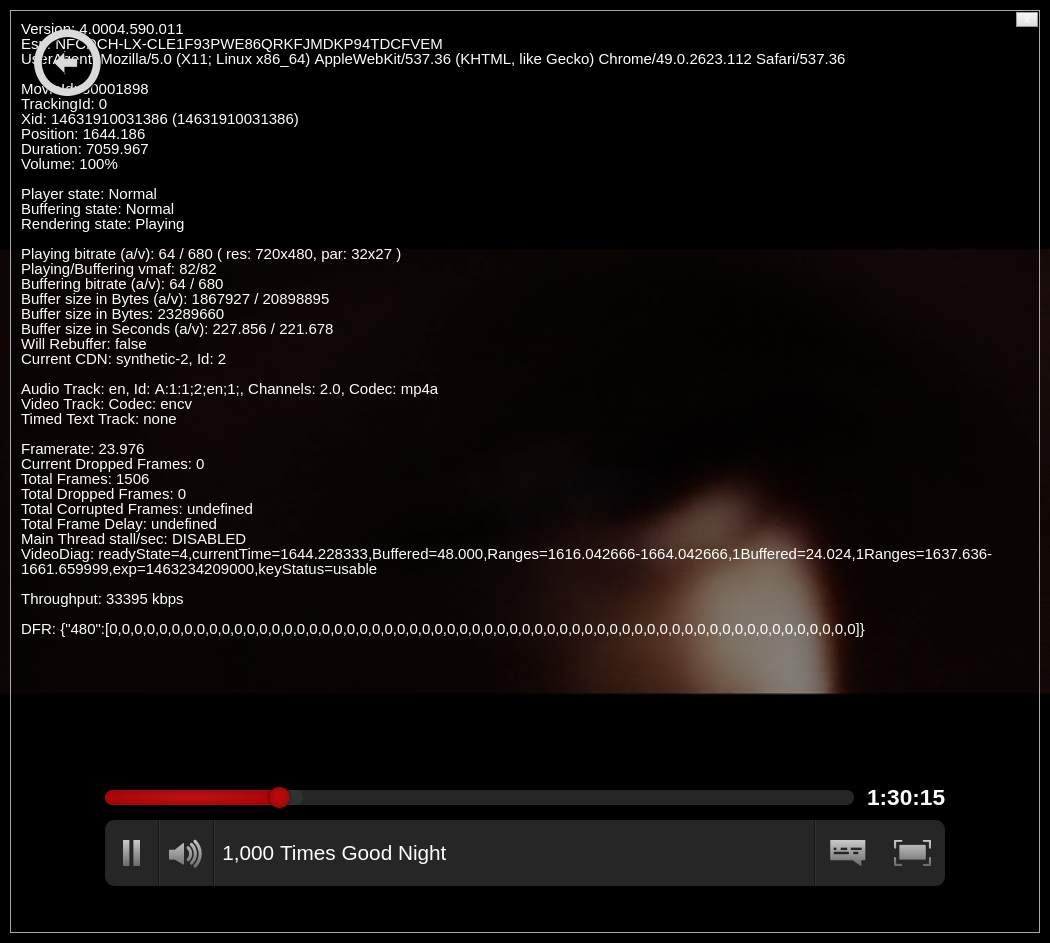 Version: 4.0004.590.011
Esn: NFCDCH-LX-CLE1F93PWE86QRKFJMDKP94TDCFVEM
UserAgent: Mozilla/5.0 (X11; Linux x86_64) AppleWebKit/537.36 (KHTML, like Gecko) Chrome/49.0.2623.112 Safari/537.36
MovieId: 80001898
TrackingId: 0
Xid: 14631910031386 (14631910031386)
Position: 1644.186
Duration: 7059.967
Volume: 100%
Player state: Normal
Buffering state: Normal
Rendering state: Playing
Playing bitrate (a/v): 64 / 680 ( res: 720x480, par: 32x27 )
Playing/Buffering vmaf: 82/82
Buffering bitrate (a/v): 64 / 680
Buffer size in Bytes (a/v): 1867927 / 20898895
Buffer size in Bytes: 23289660
Buffer size in Seconds (a/v): 227.856 / 221.678
Will Rebuffer: false
Current CDN: synthetic-2, Id: 2
Audio Track: en, Id: A:1:1;2;en;1;, Channels: 2.0, Codec: mp4a
Video Track: Codec: encv
Timed Text Track: none
Framerate: 23.976
Current Dropped Frames: 0
Total Frames: 1506
Total Dropped Frames: 0
Total Corrupted Frames: undefined
Total Frame Delay: undefined
Main Thread stall/sec: DISABLED
VideoDiag: readyState=4,currentTime=1644.228333,Buffered=48.000,Ranges=1616.042666-1664.042666,1Buffered=24.024,1Ranges=1637.636-
1661.659999,exp=1463234209000,keyStatus=usable
Throughput: 33395 kbps
DFR: {"480":[0,0,0,0,0,0,0,0,0,0,0,0,0,0,0,0,0,0,0,0,0,0,0,0,0,0,0,0,0,0,0,0,0,0,0,0,0,0,0,0,0,0,0,0,0,0,0,0,0,0,0,0,0,0,0,0,0,0,0,0]}
1:30:15
1,000 Times Good Night